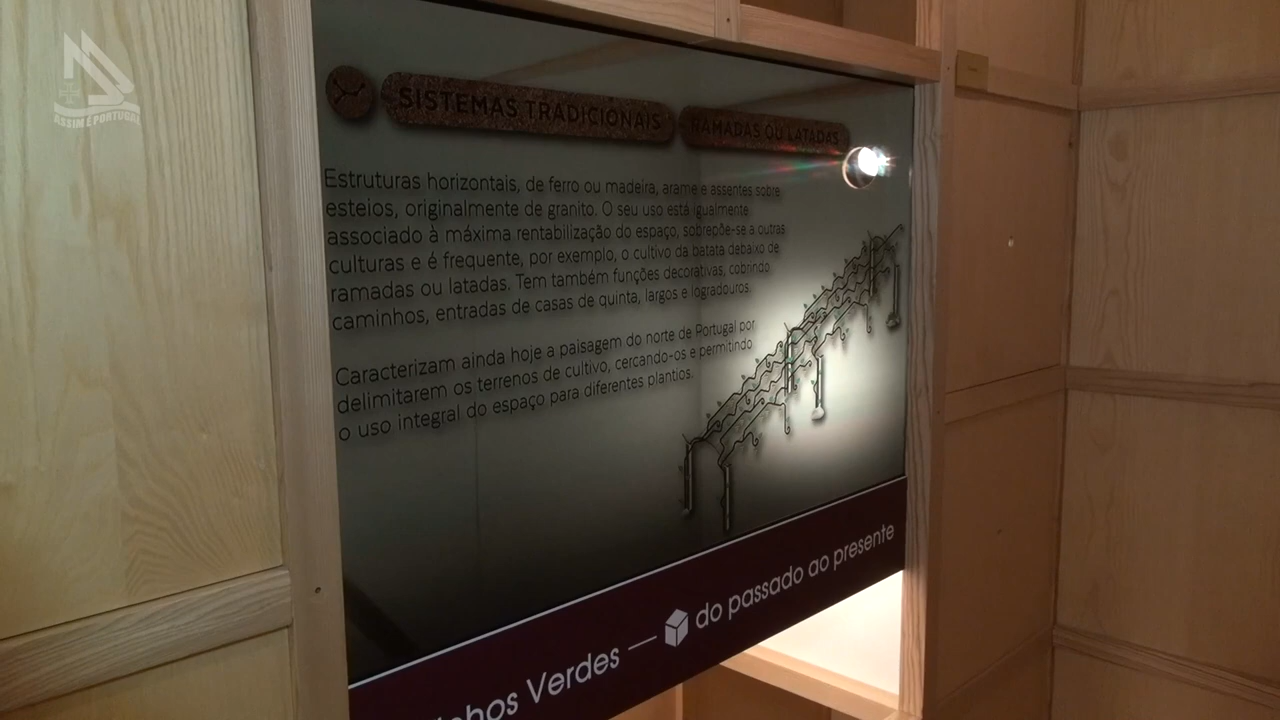 ASSIM É PORTUGAL
SISTEMAS TRADICIONAIS RAMADAS OU LATADAS
Estruturas horizontais, de ferro ou madeira, arame e assentes sobre
esteios, originalmente de granito. O seu uso está igualmente
associado à máxima rentabilização do espaço, sobrepõe-se a outras
culturas e é frequente, por exemplo, o cultivo da batata debaixo de
ramadas ou latadas. Tem também funções decorativas, cobrindo
caminhos, entradas de casas de quinta, largos e logradouros.
Caracterizam ainda hoje a paisagem do norte de Portugal por
delimitarem os terrenos de cultivo, cercando-os e permitindo
o uso integral do espaço para diferentes plantios.
nhos Verdes — do passado ao presente